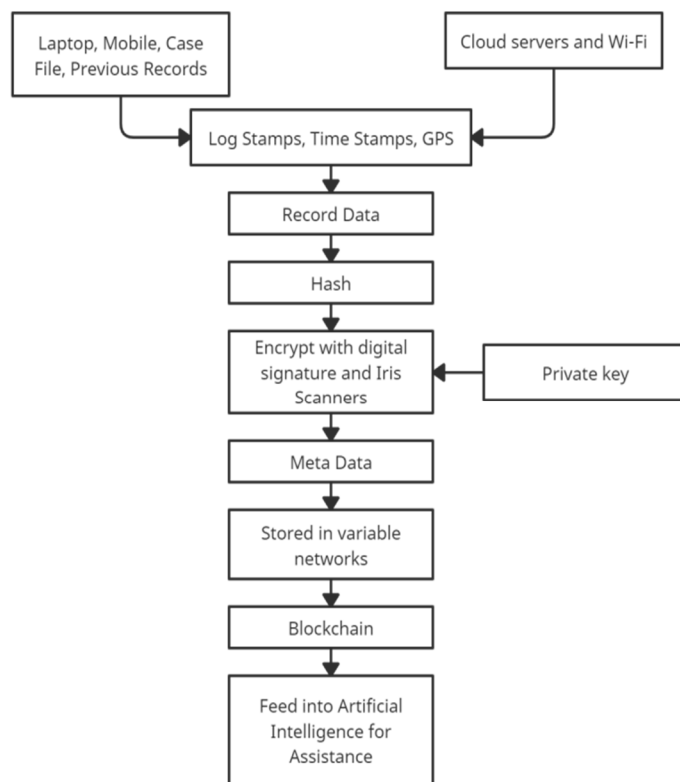 Laptop, Mobile, Case
File, Previous Records
Cloud servers and Wi-Fi
Log Stamps, Time Stamps, GPS
Record Data
Hash
Encrypt with digital
signature and Iris
Scanners
Private key
Meta Data
Stored in variable
networks
Blockchain
Feed into Artificial
Intelligence for
Assistance